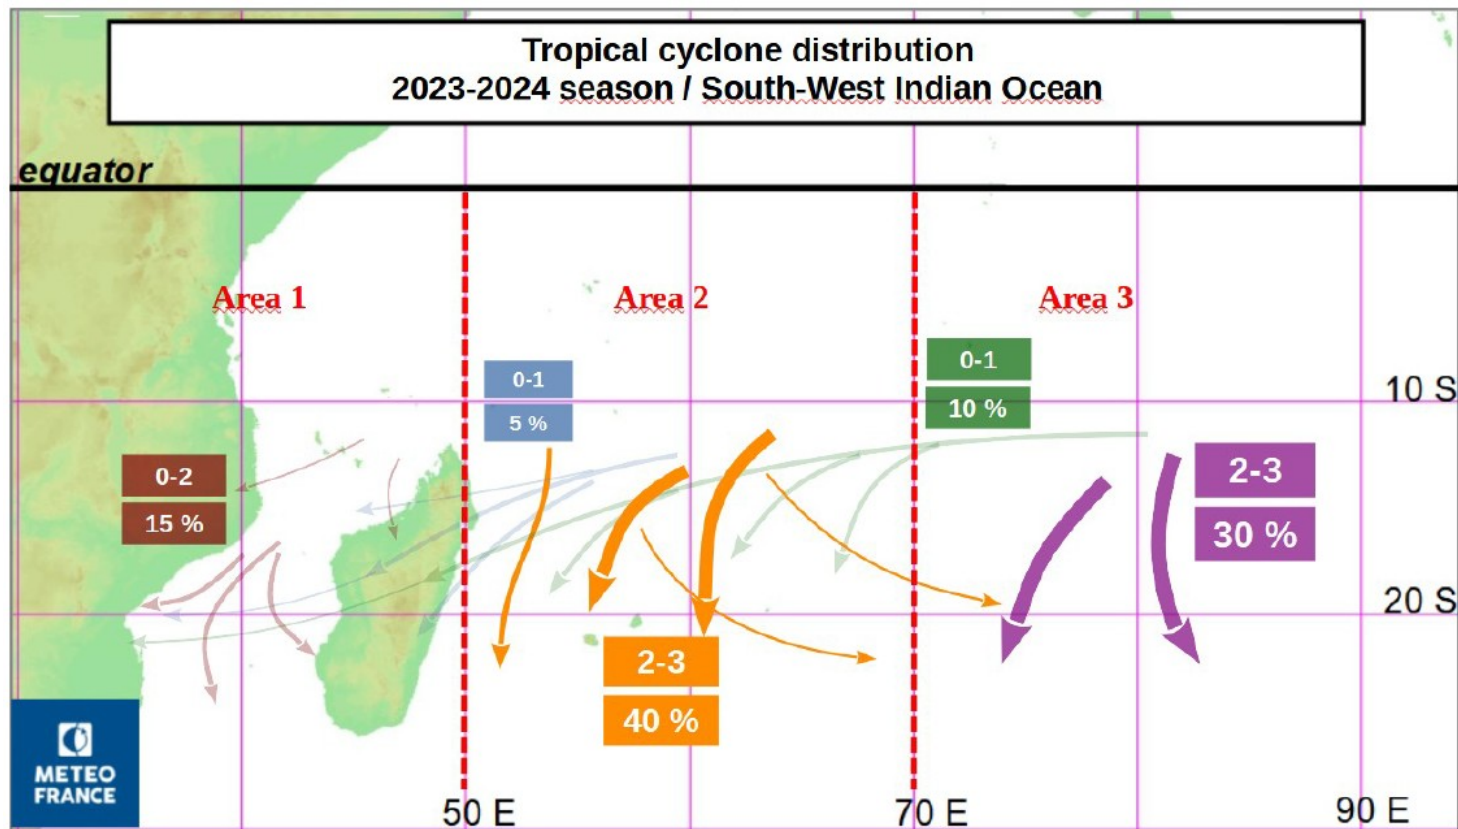 Tropical cyclone distribution
2023-2024 season / South-West Indian Ocean
equator
Area 1
Area 2
Area 3
0-1
5 %
0-1
10 %
10 S
0-2
15 %
2-3
30 %
20 S
2-3
40 %
METEO
FRANCE
50 E
70 E
90 E